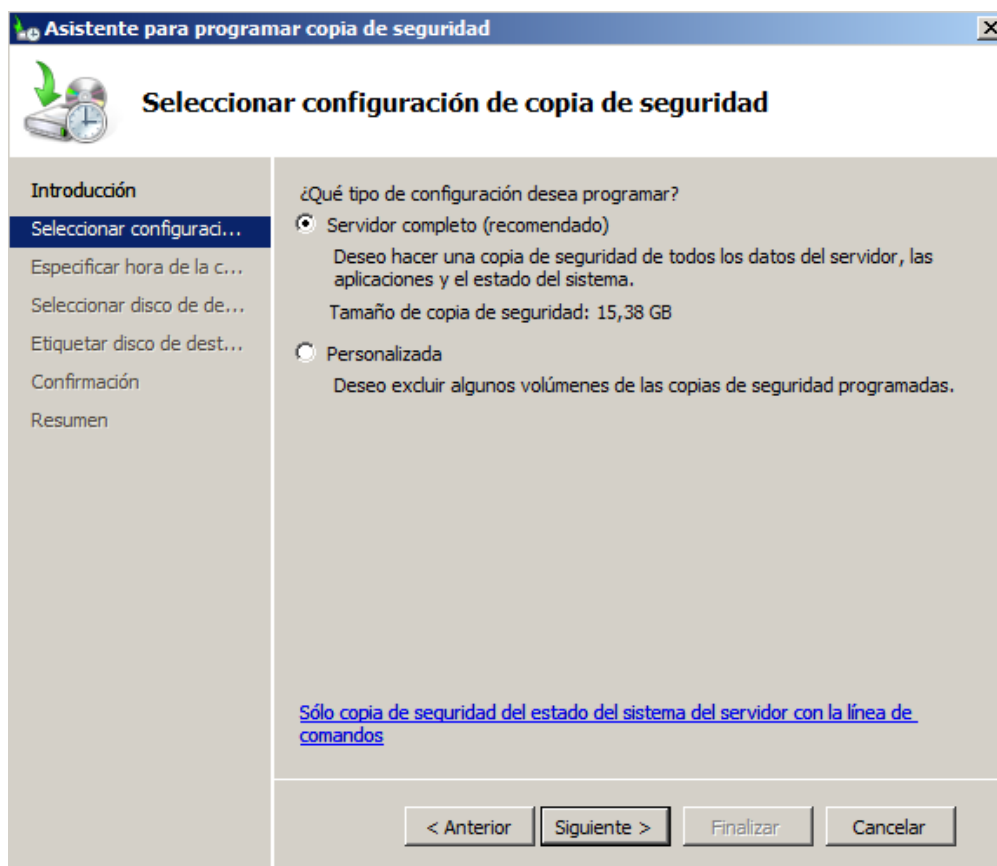 Asistente para programar copia de seguridad
Seleccionar configuración de copia de seguridad
Introducción
Seleccionar configuraci...
Especificar hora de la c...
Seleccionar disco de de...
Etiquetar disco de dest...
Confirmación
Resumen
¿Qué tipo de configuración desea programar?
Servidor completo (recomendado)
Deseo hacer una copia de seguridad de todos los datos del servidor, las
aplicaciones y el estado del sistema.
Tamaño de copia de seguridad: 15,38 GB
Personalizada
Deseo excluir algunos volúmenes de las copias de seguridad programadas.
Sólo copia de seguridad del estado del sistema del servidor con la línea de
comandos
< Anterior
Siguiente >
Finalizar
Cancelar